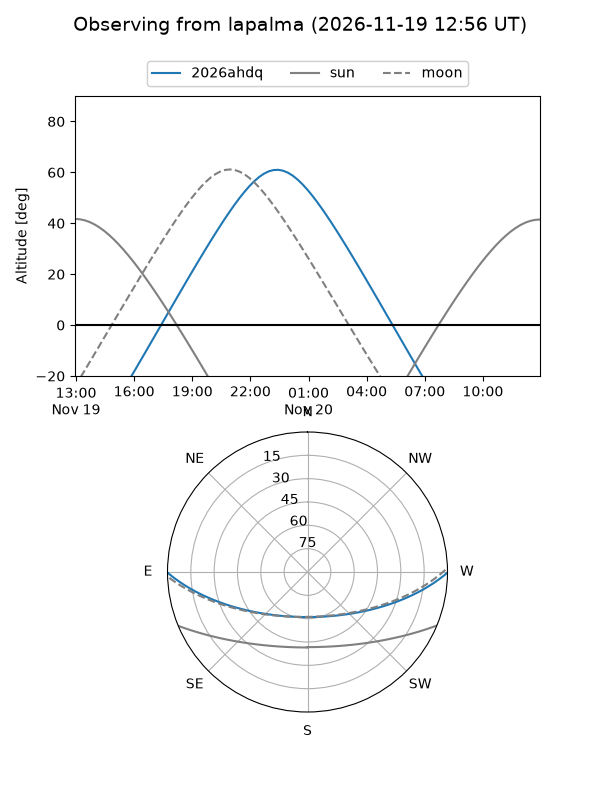 Observing from lapalma (2026-11-19 12:56 UT)
2026ahdq sun moon
Altitude [deg]
80
60
40
20
0
−20
13:00 16:00 19:00 22:00 01:00 04:00 07:00 10:00
Nov 19 Nov 20
N
NE NW
15
30
45
60
75
E W
SE SW
S